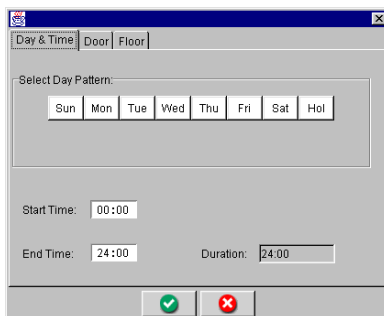 Day & Time Door Floor
Select Day Pattern:
Sun Mon Tue Wed Thu Fri Sat Hol
Start Time: 00:00
End Time: 24:00 Duration: 24:00